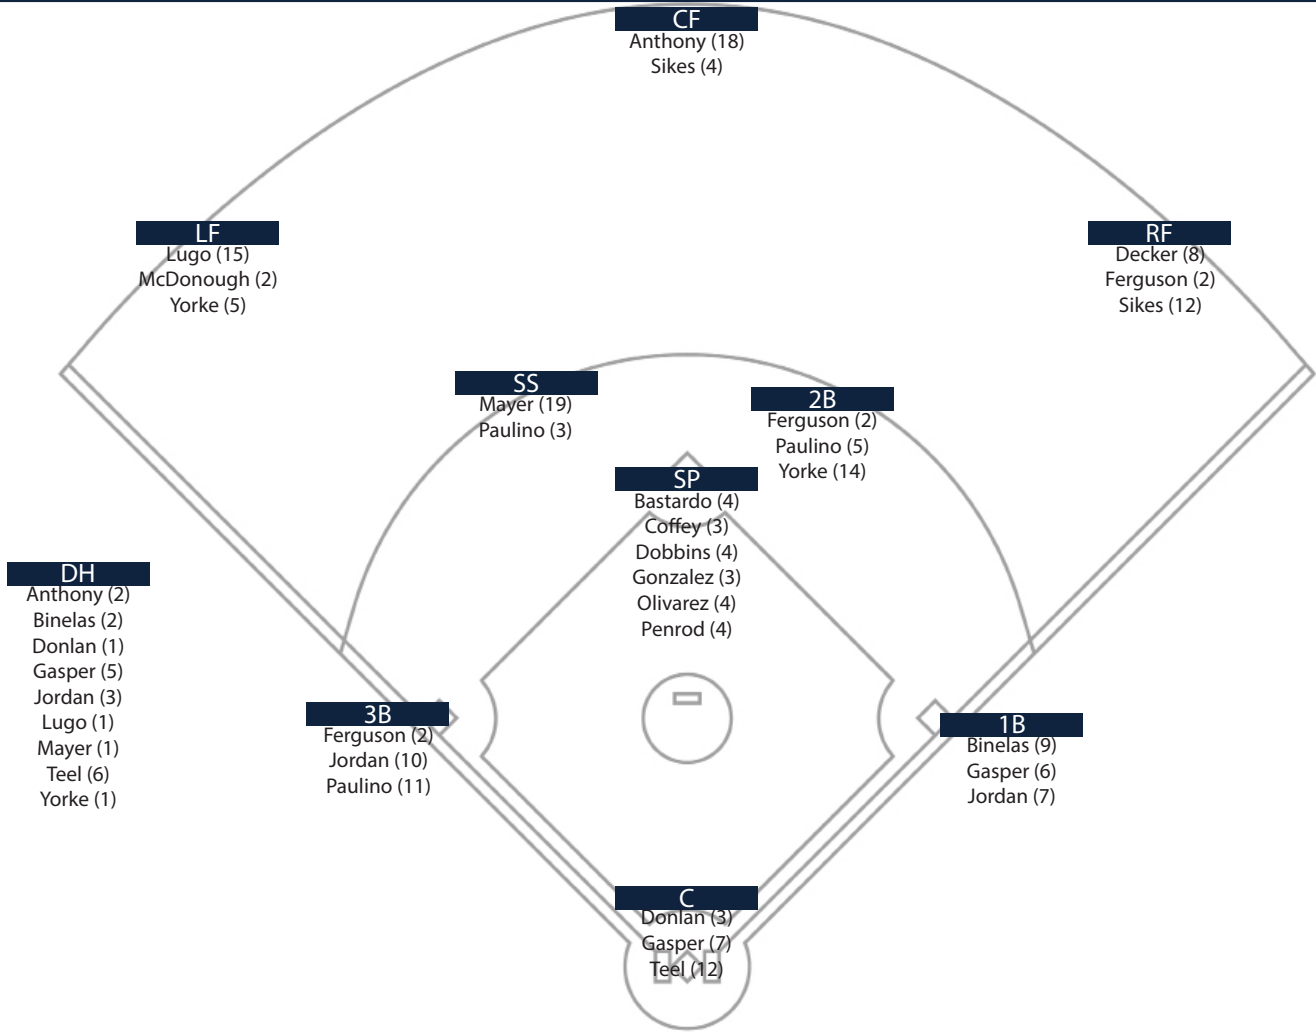 CF
Anthony (18)
Sikes (4)
LF
Lugo (15)
McDonough (2)
Yorke (5)
RF
Decker (8)
Ferguson (2)
Sikes (12)
SS
Mayer (19)
Paulino (3)
2B
Ferguson (2)
Paulino (5)
Yorke (14)
SP
Bastardo (4)
Coffey (3)
Dobbins (4)
Gonzalez (3)
Olivarez (4)
Penrod (4)
DH
Anthony (2)
Binelas (2)
Donlan (1)
Gasper (5)
Jordan (3)
Lugo (1)
Mayer (1)
Teel (6)
Yorke (1)
3B
Ferguson (2)
Jordan (10)
Paulino (11)
1B
Binelas (9)
Gasper (6)
Jordan (7)
C
Donlan (3)
Gasper (7)
Teel (12)